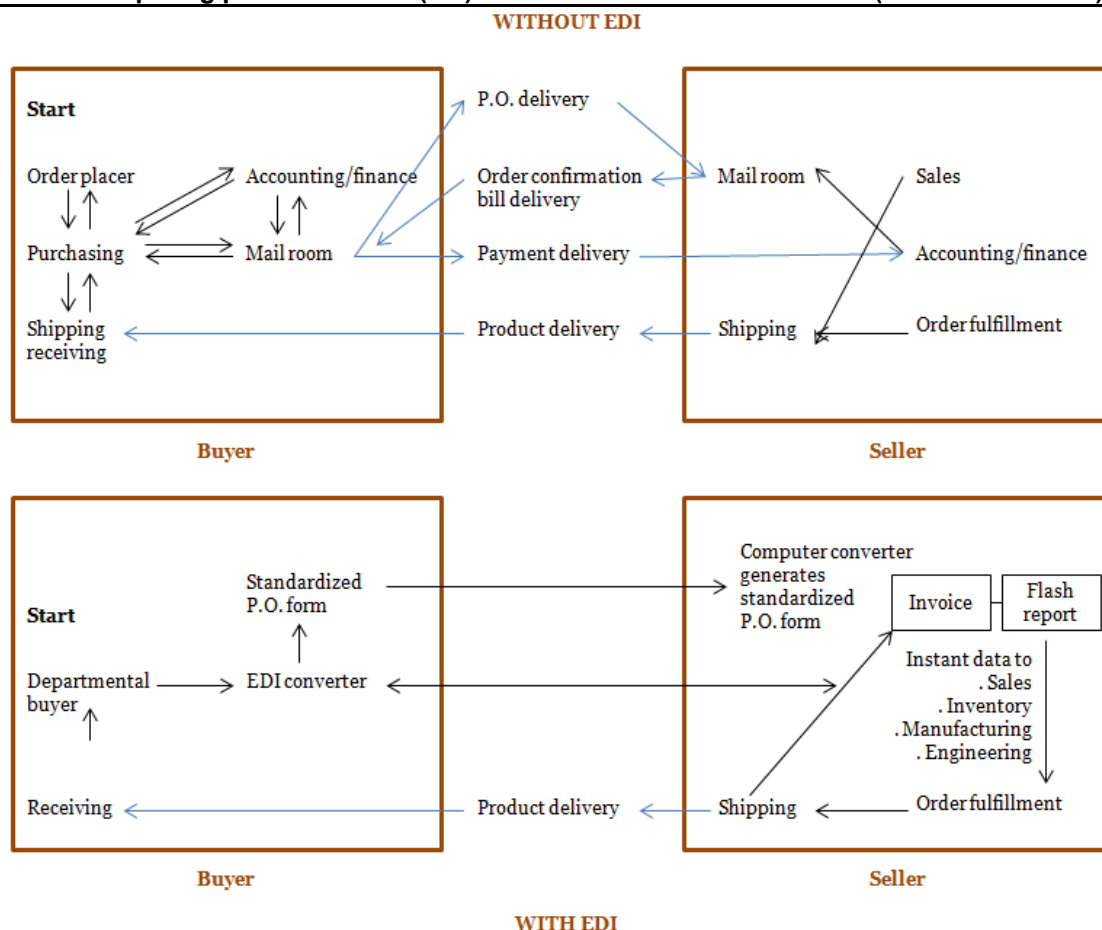 WITHOUT EDI
Start
P.O. delivery
Order placer
Accounting/finance
Order confirmation
bill delivery
Mail room
Sales
Purchasing
Mail room
Payment delivery
Accounting/finance
Shipping
receiving
Product delivery
Shipping
Order fulfillment
Buyer
Seller
Standardized
P.O. form
Computer converter
generates
standardized
P.O. form
Invoice
Flash
report
Start
Departmental
buyer
EDI converter
Instant data to
. Sales
. Inventory
. Manufacturing
. Engineering
Receiving
Product delivery
Shipping
Order fulfillment
Buyer
Seller
WITH EDI